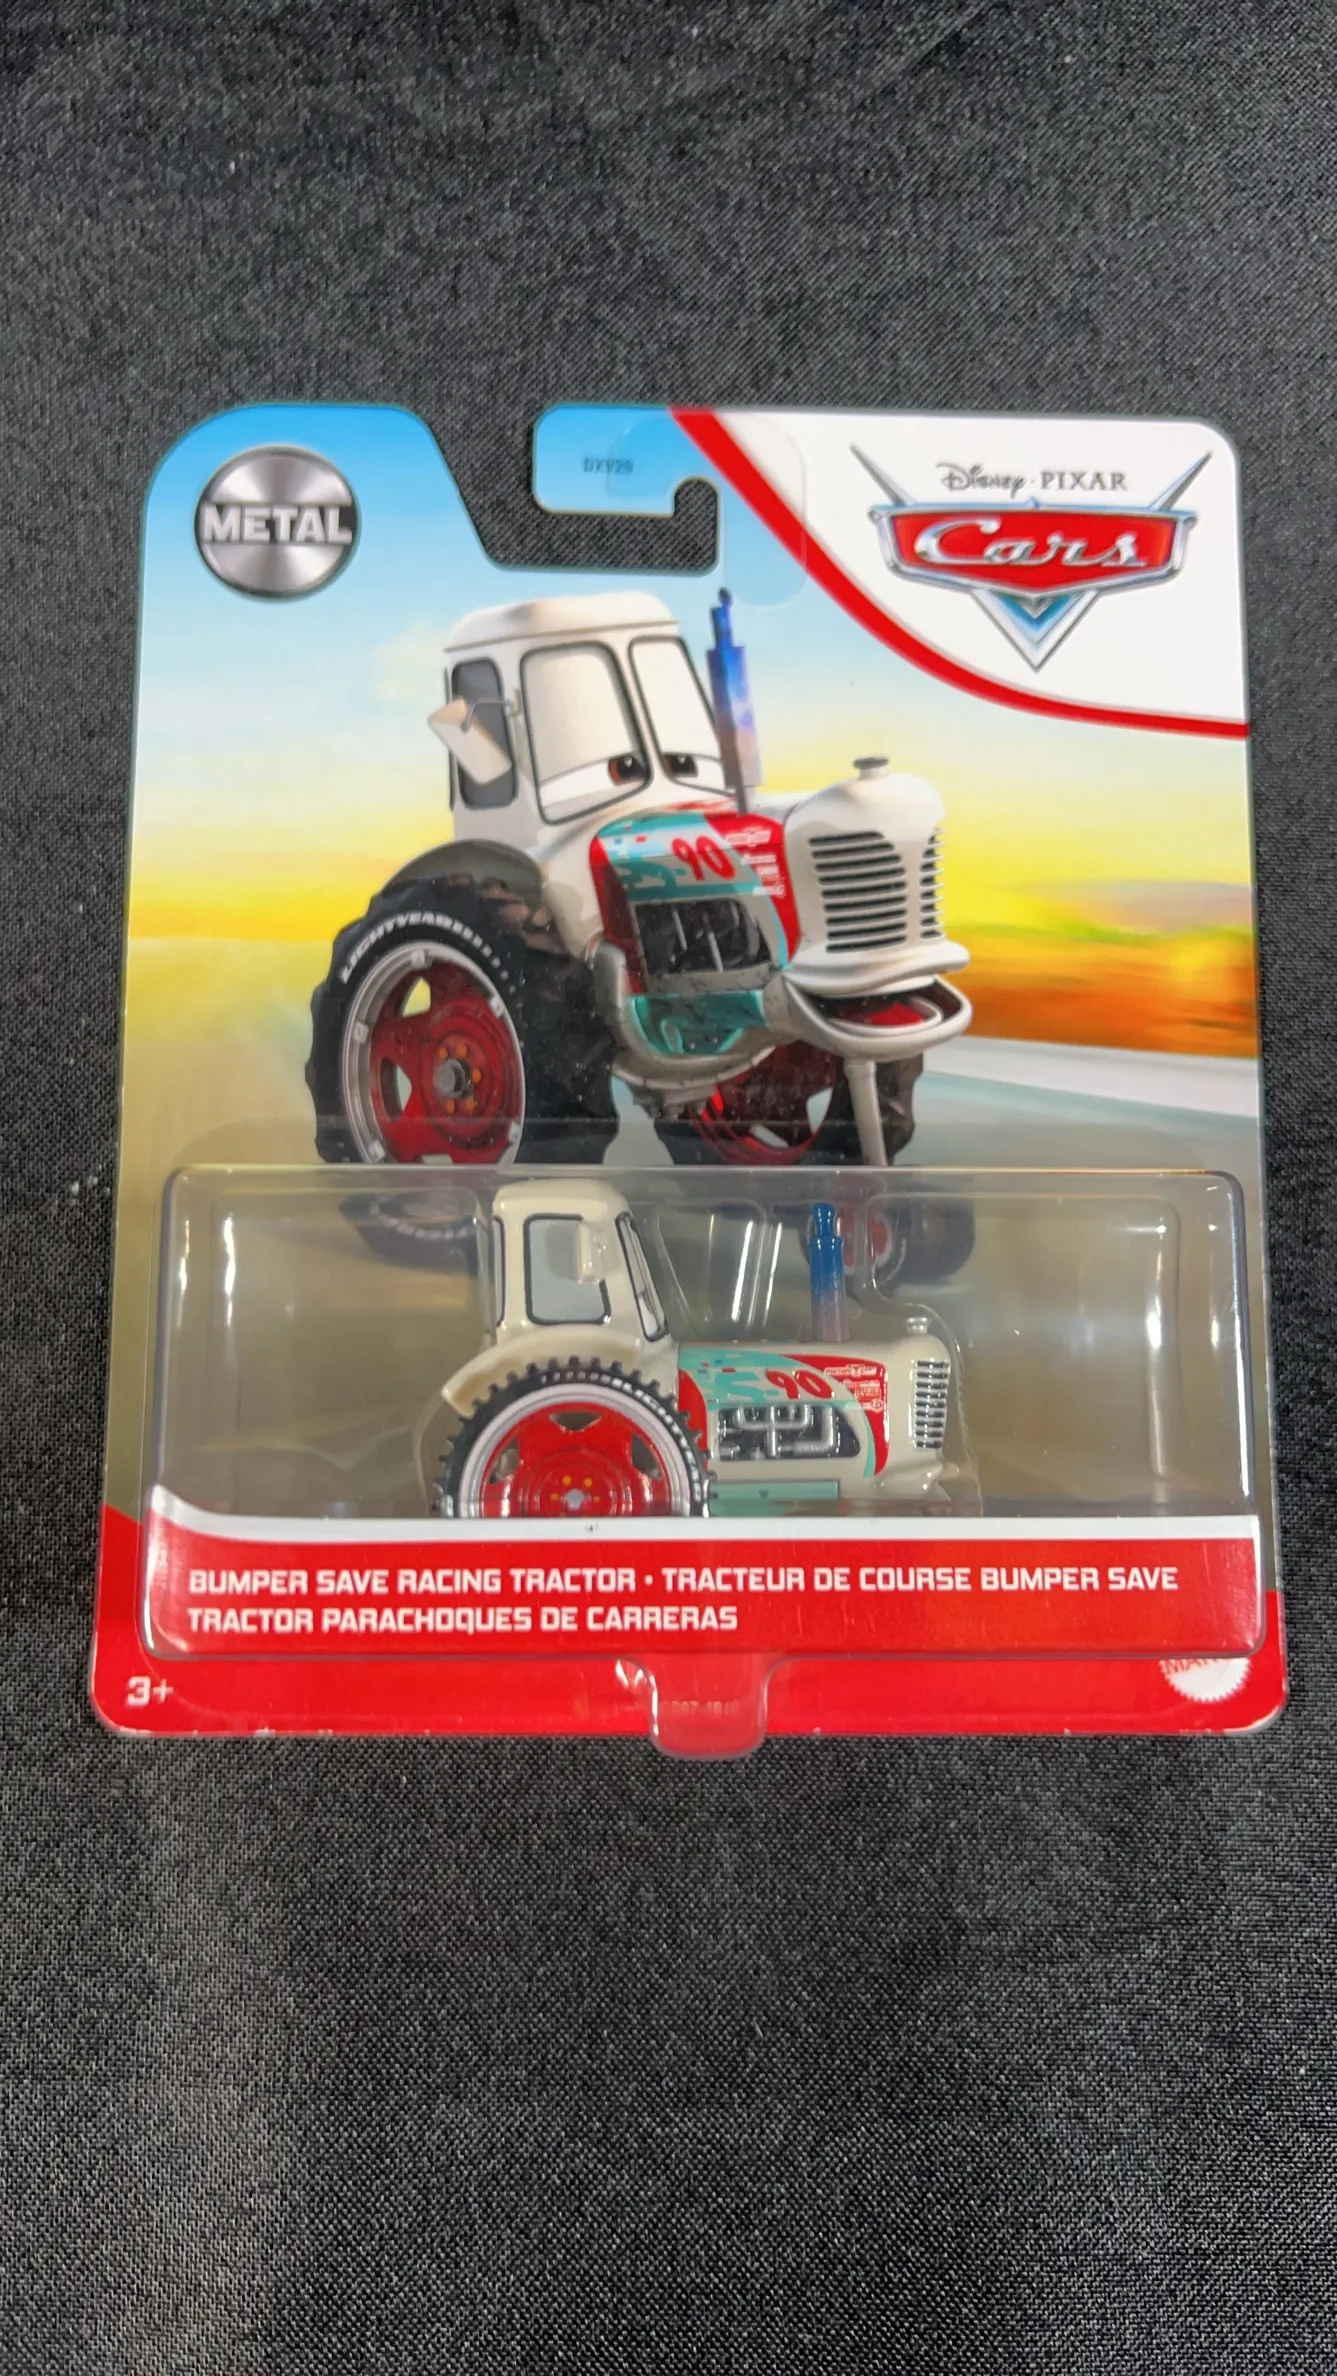 DXV29
METAL
Disney · PIXAR
Cars
90
LIGHTYEAR
90
BUMPER SAVE RACING TRACTOR • TRACTEUR DE COURSE BUMPER SAVE
TRACTOR PARACHOQUES DE CARRERAS
3+